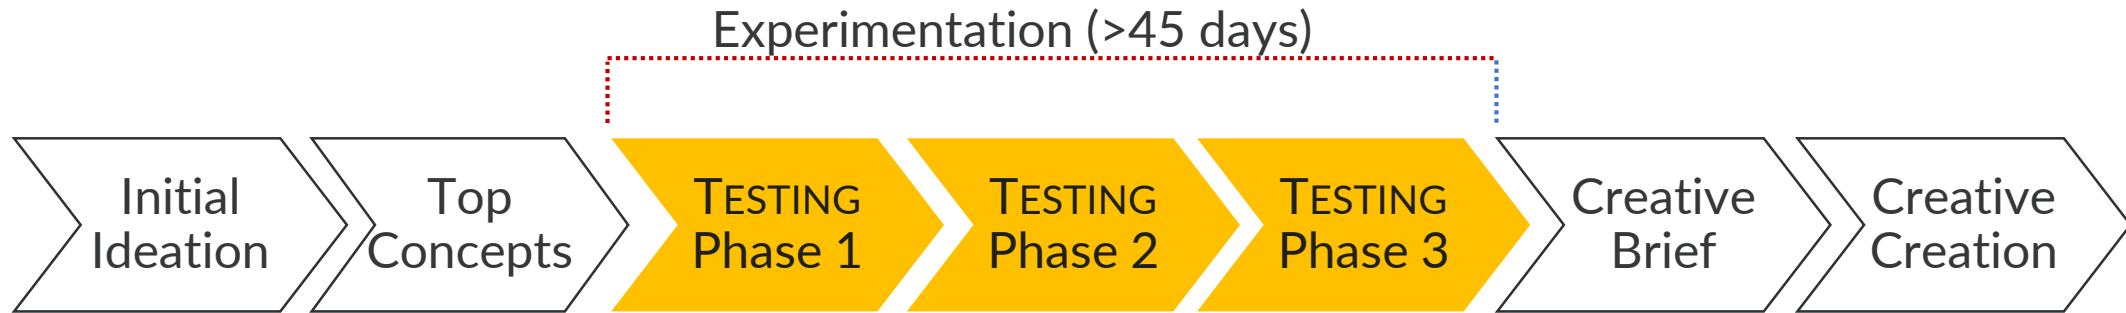 Experimentation (>45 days)
Initial
Ideation
Top
Concepts
TESTING
Phase 1
TESTING
Phase 2
TESTING
Phase 3
Creative
Brief
Creative
Creation